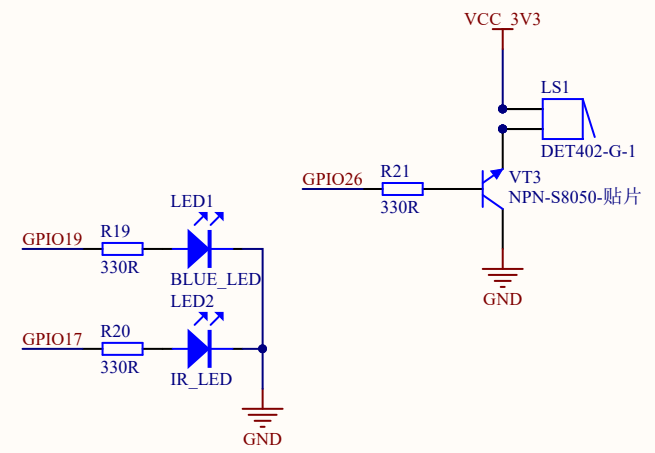 VCC_3V3
LS1
DET402-G-1
GPIO26
R21
330R
VT3
NPN-S8050-贴片
GND
LED1
GPIO19
R19
330R
BLUE_LED
LED2
GPIO17
R20
330R
IR_LED
GND